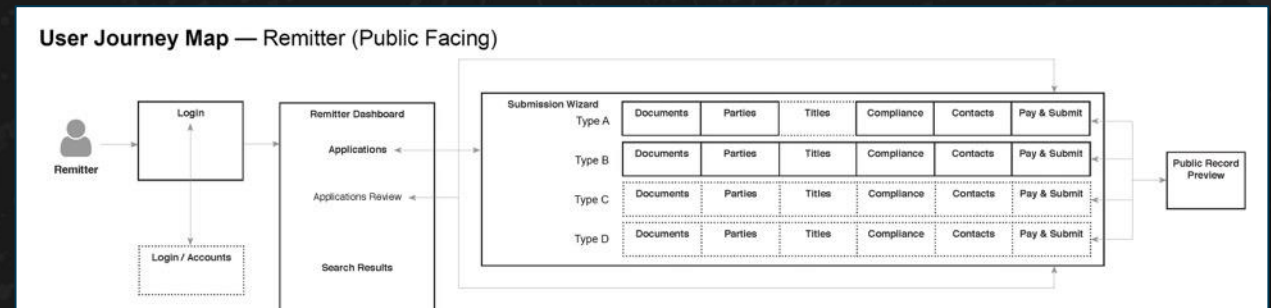 User Journey Map — Remitter (Public Facing)
Remitter
Login
Login / Accounts
Remitter Dashboard
Applications
Applications Review
Search Results
Submission Wizard
Type A
Documents Parties Titles Compliance Contacts Pay & Submit
Type B
Documents Parties Titles Compliance Contacts Pay & Submit
Type C
Documents Parties Titles Compliance Contacts Pay & Submit
Type D
Documents Parties Titles Compliance Contacts Pay & Submit
Public Record
Preview